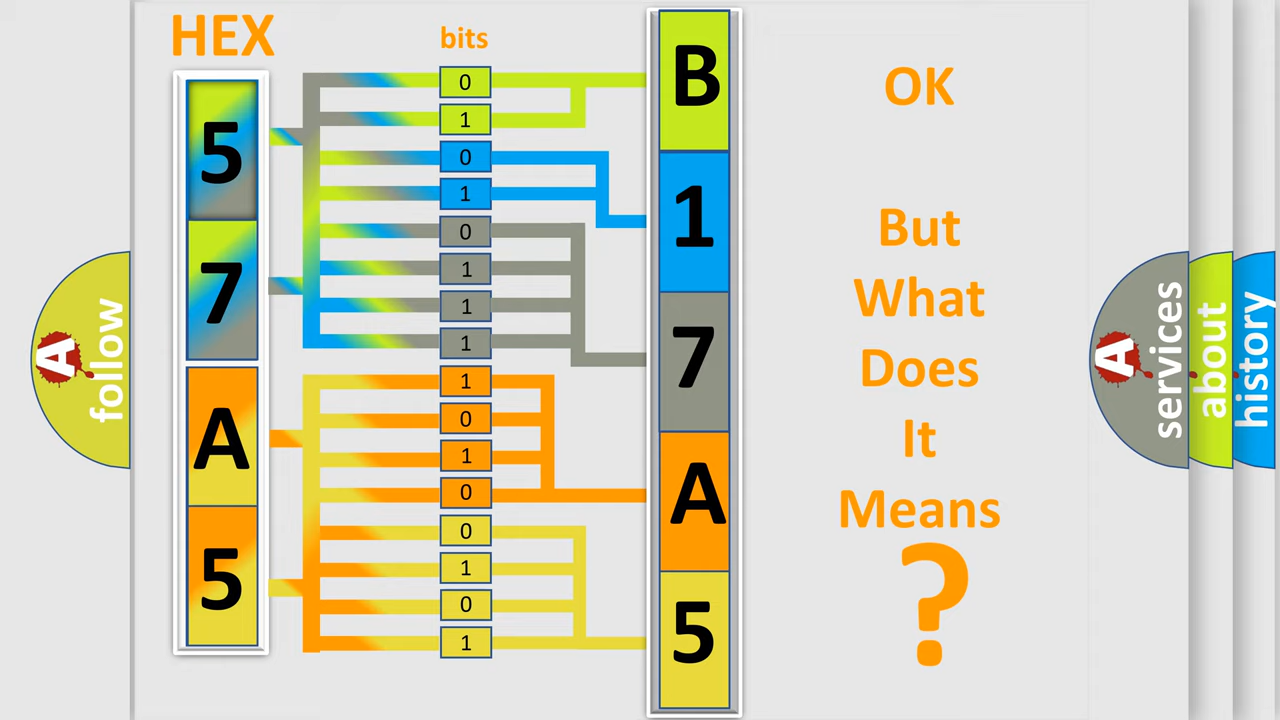 HEX
bits
5
7
A
5
0
1
0
1
0
1
1
1
1
0
1
0
0
1
0
1
B
1
7
A
5
OK
But
What
Does
It
Means
?
A
follow
A
services
about
history